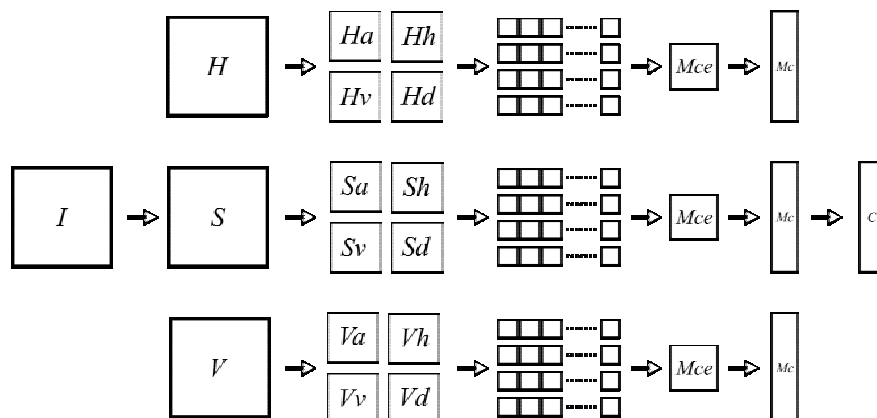 H
Ha Hh
Hv Hd
Mce
Mc
I
S
Sa Sh
Sv Sd
Mce
Mc
C
V
Va Vh
Vv Vd
Mce
Mc